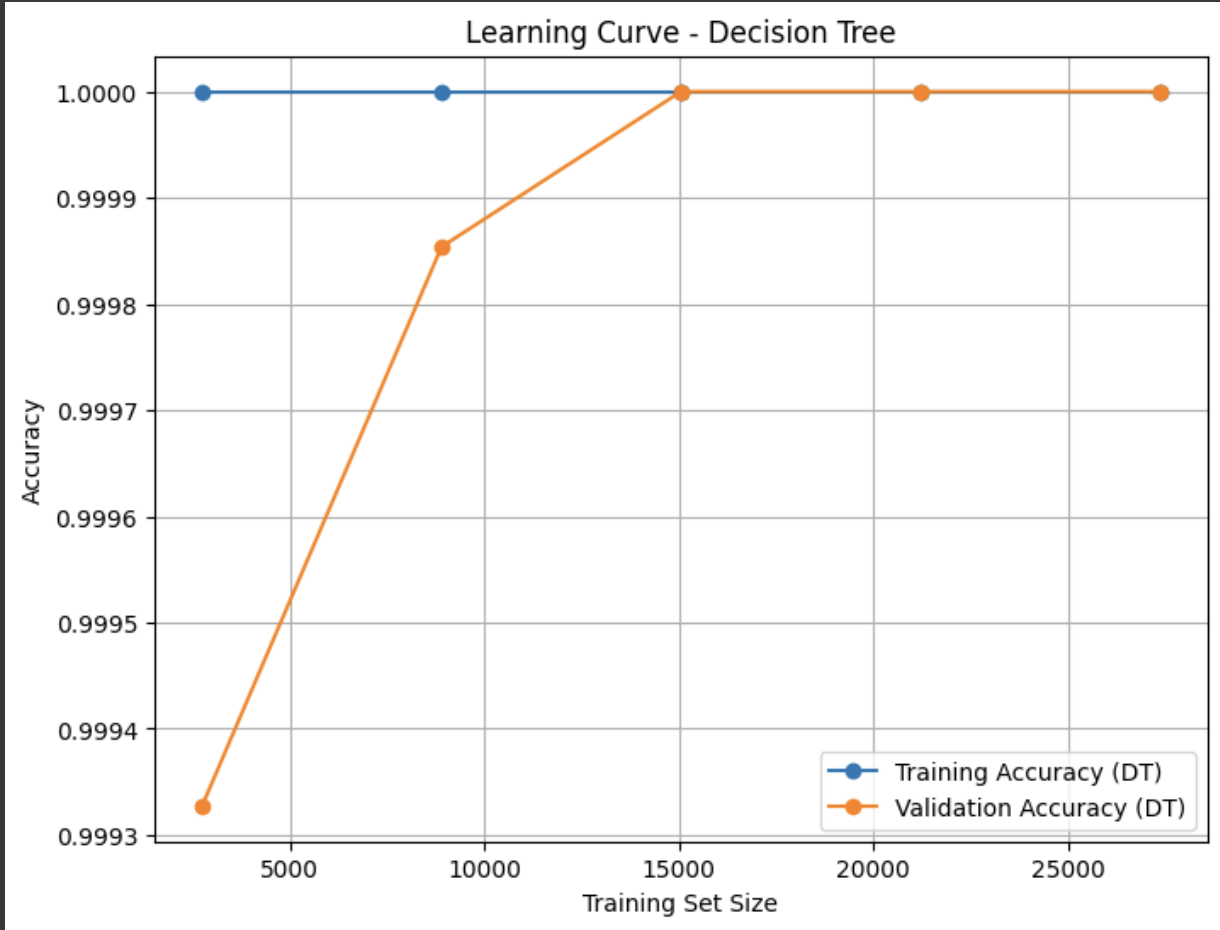 Learning Curve - Decision Tree
1.0000
0.9999
0.9998
0.9997
0.9996
0.9995
0.9994
0.9993
Accuracy
Training Accuracy (DT)
Validation Accuracy (DT)
5000 10000 15000 20000 25000
Training Set Size